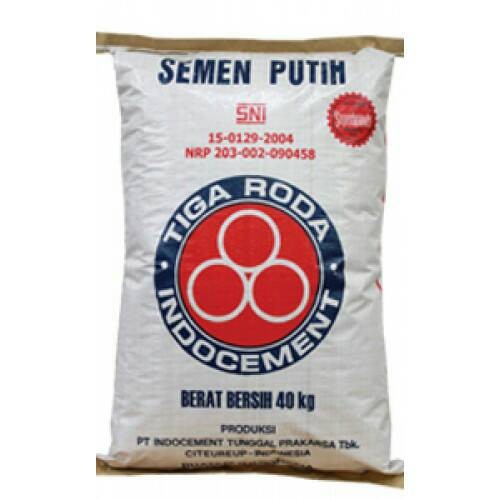 SEMEN PUTIH
SNI
15-0129-2004
NRP 203-002-090458
TIGA RODA
INDOCEMENT
BERAT BERSIH 40 kg
PRODUKSI
PT INDOCEMENT TUNGGAL PRAKARSA Tbk.
CITEUREUP - INDONESIA